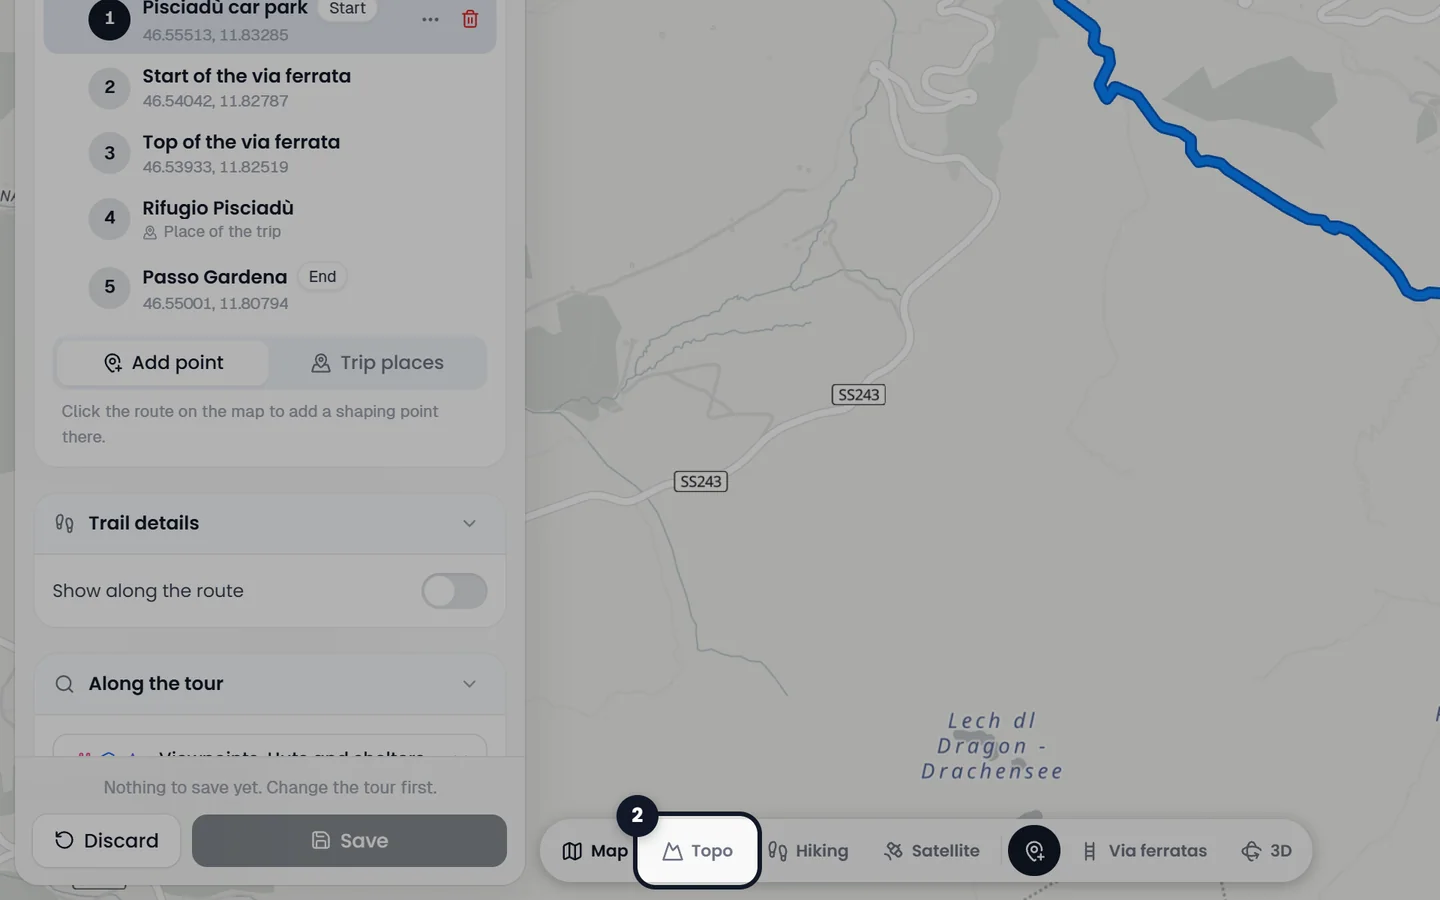 1
Pisciadù car park
Start
46.55513, 11.83285
2
Start of the via ferrata
46.54042, 11.82787
3
Top of the via ferrata
46.53933, 11.82519
4
Rifugio Pisciadù
Place of the trip
5
Passo Gardena
End
46.55001, 11.80794
Add point
Trip places
Click the route on the map to add a shaping point
there.
Trail details
Show along the route
Along the tour
Viewpoints, Huts and shelters
Nothing to save yet. Change the tour first.
Discard
Save
SS243
SS243
Lech dl
Dragon -
Drachensee
2
Map
Topo
Hiking
Satellite
Via ferratas
3D